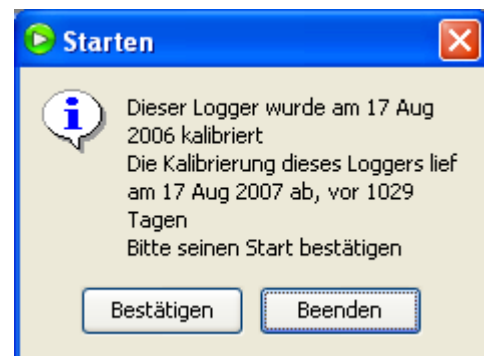 Starten
Dieser Logger wurde am 17 Aug
2006 kalibriert
Die Kalibrierung dieses Loggers lief
am 17 Aug 2007 ab, vor 1029
Tagen
Bitte seinen Start bestätigen
Bestätigen
Beenden